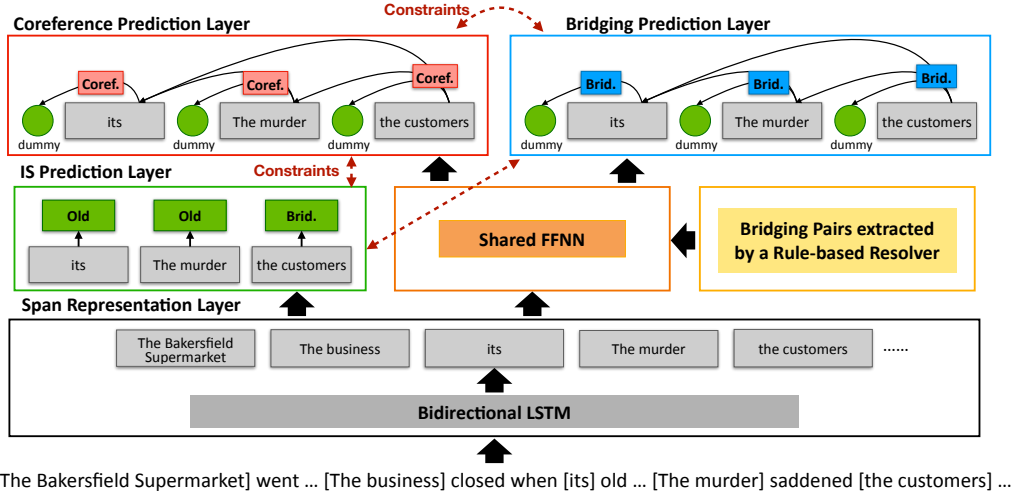 Constraints
Coreference Prediction Layer
Bridging Prediction Layer
Coref.
Coref.
Coref.
its
The murder
the customers
dummy
dummy
dummy
Brid.
Brid.
Brid.
its
The murder
the customers
dummy
dummy
dummy
IS Prediction Layer
Constraints
Old
Old
Brid.
its
The murder
the customers
Shared FFNN
Bridging Pairs extracted
by a Rule-based Resolver
Span Representation Layer
The Bakersfield
Supermarket
The business
its
The murder
the customers
......
Bidirectional LSTM
The Bakersfield Supermarket] went ... [The business] closed when [its] old ... [The murder] saddened [the customers] ...